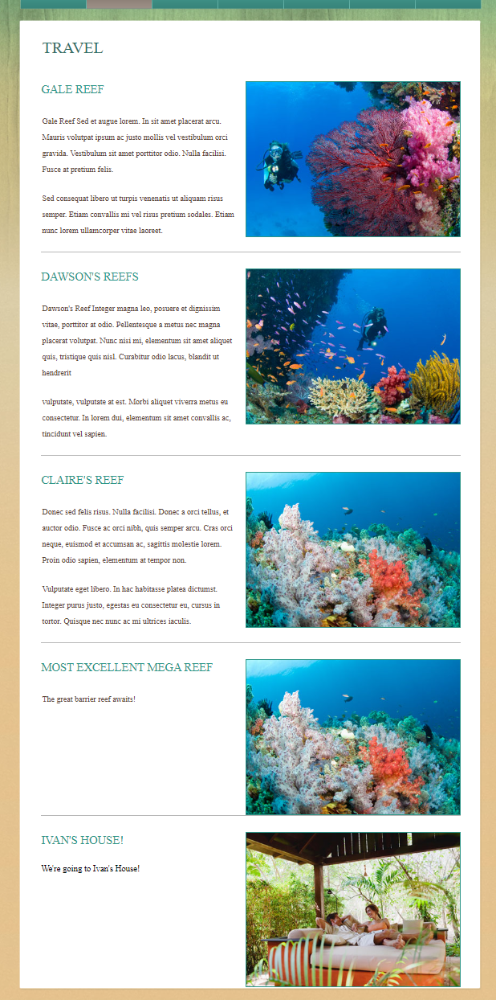 TRAVEL
GALE REEF
Gale Reef Sed et augue lorem. In sit amet placerat arcu.
Mauris volutpat ipsum ac justo mollis vel vestibulum orci
gravida. Vestibulum sit amet porttitor odio. Nulla facilisi.
Fusce at pretium felis.
Sed consequat libero ut turpis venenatis ut aliquam risus
semper. Etiam convallis mi vel risus pretium sodales. Etiam
nunc lorem ullamcorper vitae laoreet.
DAWSON'S REEFS
Dawson's Reef Integer magna leo, posuere et dignissim
vitae, porttitor at odio. Pellentesque a metus nec magna
placerat volutpat. Nunc nisi mi, elementum sit amet aliquet
quis, tristique quis nisl. Curabitur odio lacus, blandit ut
hendrerit
vulputate, vulputate at est. Morbi aliquet viverra metus eu
consectetur. In lorem dui, elementum sit amet convallis ac,
tincidunt vel sapien.
CLAIRE'S REEF
Donec sed felis risus. Nulla facilisi. Donec a orci tellus, et
auctor odio. Fusce ac orci nibh, quis semper arcu. Cras orci
neque, euismod et accumsan ac, sagittis molestie lorem.
Proin odio sapien, elementum at tempor non.
Vulputate eget libero. In hac habitasse platea dictumst.
Integer purus justo, egestas eu consectetur eu, cursus in
tortor. Quisque nec nunc ac mi ultrices iaculis.
MOST EXCELLENT MEGA REEF
The great barrier reef awaits!
IVAN'S HOUSE!
We're going to Ivan's House!